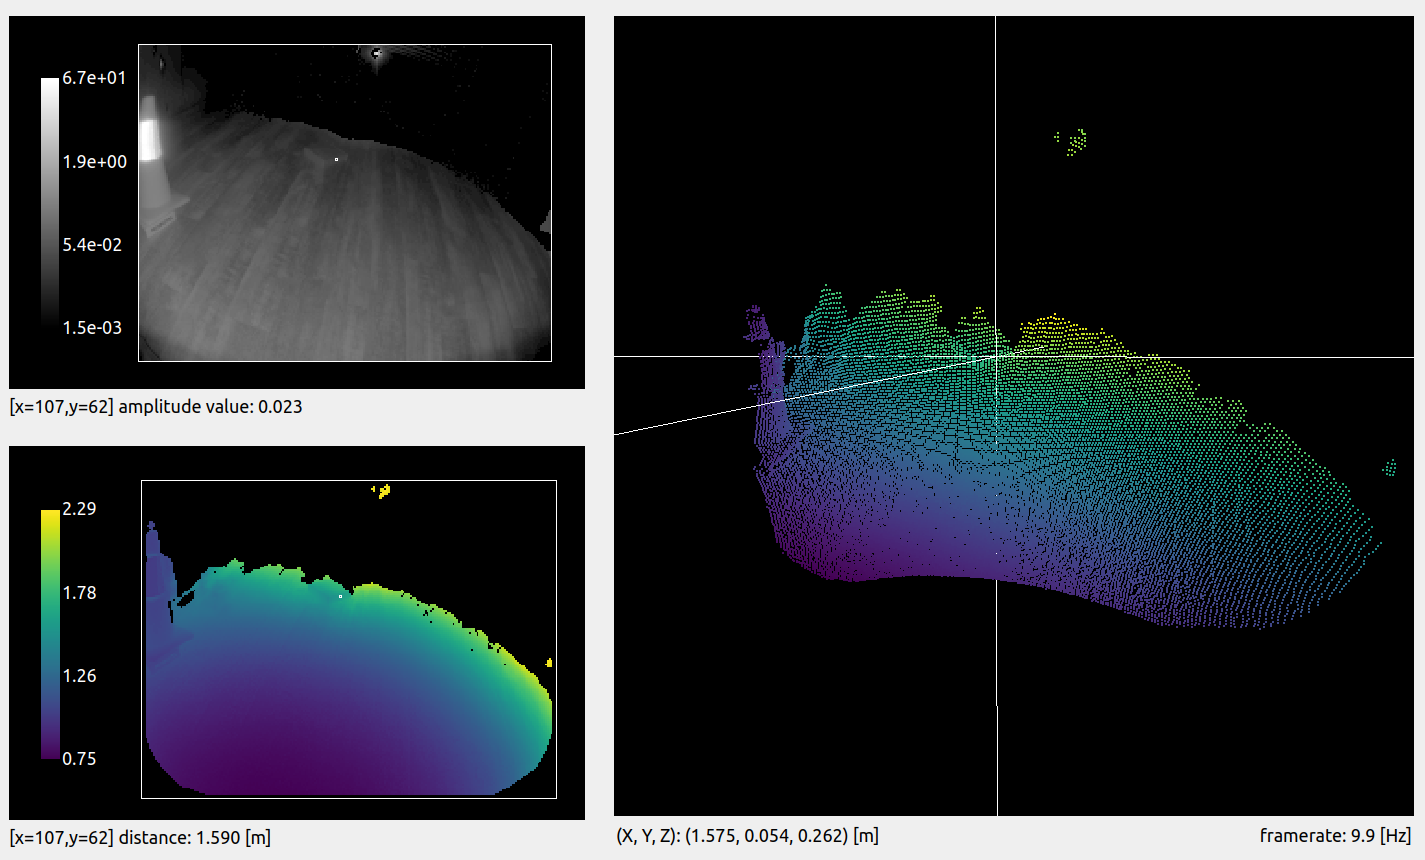 6.7e+01
1.9e+00
5.4e-02
1.5e-03
[x=107,y=62] amplitude value: 0.023
2.29
1.78
1.26
0.75
[x=107,y=62] distance: 1.590 [m]
(X, Y, Z): (1.575, 0.054, 0.262) [m]
framerate: 9.9 [Hz]